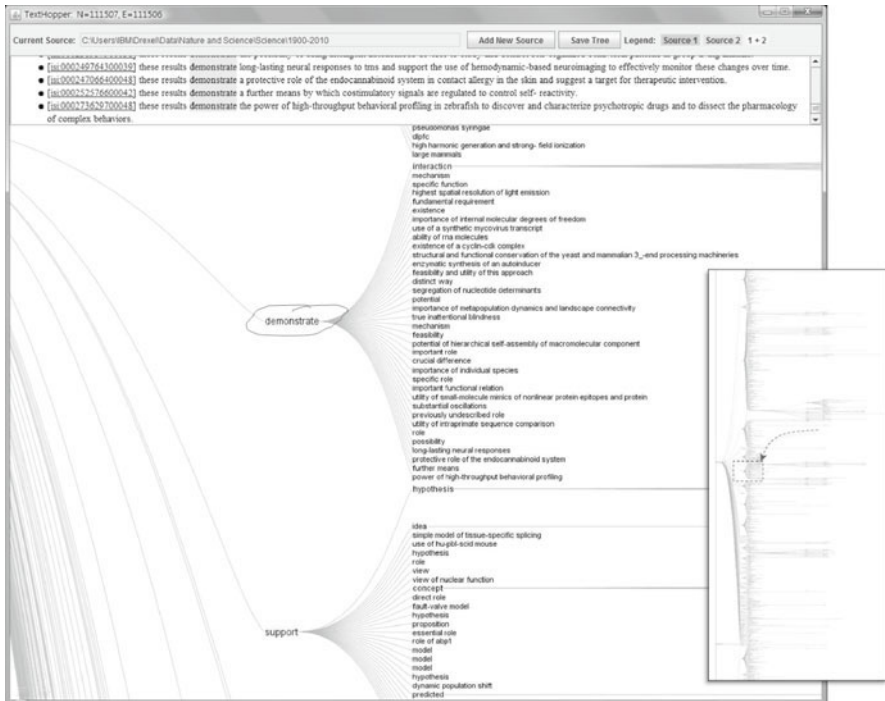 TextHopper: N=111507, E=111506
Current Source: C:\Users\IBM\Drexel\Data\Nature and Science\Science\1900-2010 Add New Source Save Tree Legend: Source 1 Source 2 1 + 2
[isi:000249764300039] these results demonstrate long-lasting neural responses to tms and support the use of hemodynamic-based neuroimaging to effectively monitor these changes over time.
[isi:000247066400048] these results demonstrate a protective role of the endocannabinoid system in contact allergy in the skin and suggest a target for therapeutic intervention.
[isi:000252576600042] these results demonstrate a further means by which costimulatory signals are regulated to control self- reactivity.
[isi:000273629700048] these results demonstrate the power of high-throughput behavioral profiling in zebrafish to discover and characterize psychotropic drugs and to dissect the pharmacology
of complex behaviors.
pseudomonas syringae
dlpfc
high harmonic generation and strong- field ionization
large mammals
interaction
mechanism
specific function
highest spatial resolution of light emission
fundamental requirement
existence
importance of internal molecular degrees of freedom
use of a synthetic mycovirus transcript
ability of rna molecules
existence of a cyclin-cdk complex
structural and functional conservation of the yeast and mammalian 3_-end processing machineries
enzymatic synthesis of an autoinducer
feasibility and utility of this approach
distinct way
segregation of nucleotide determinants
potential
importance of metapopulation dynamics and landscape connectivity
demonstrate
true inattentional blindness
mechanism
feasibility
potential of hierarchical self-assembly of macromolecular component
important role
crucial difference
importance of individual species
specific role
important functional relation
utility of small-molecule mimics of nonlinear protein epitopes and protein
substantial oscillations
previously undescribed role
utility of intraprimate sequence comparison
role
possibility
long-lasting neural responses
protective role of the endocannabinoid system
further means
power of high-throughput behavioral profiling
hypothesis
idea
simple model of tissue-specific splicing
use of hu-pbl-scid mouse
hypothesis
role
view
view of nuclear function
concept
direct role
fault-valve model
hypothesis
proposition
support
essential role
role of abp1
model
model
model
hypothesis
dynamic population shift
predicted